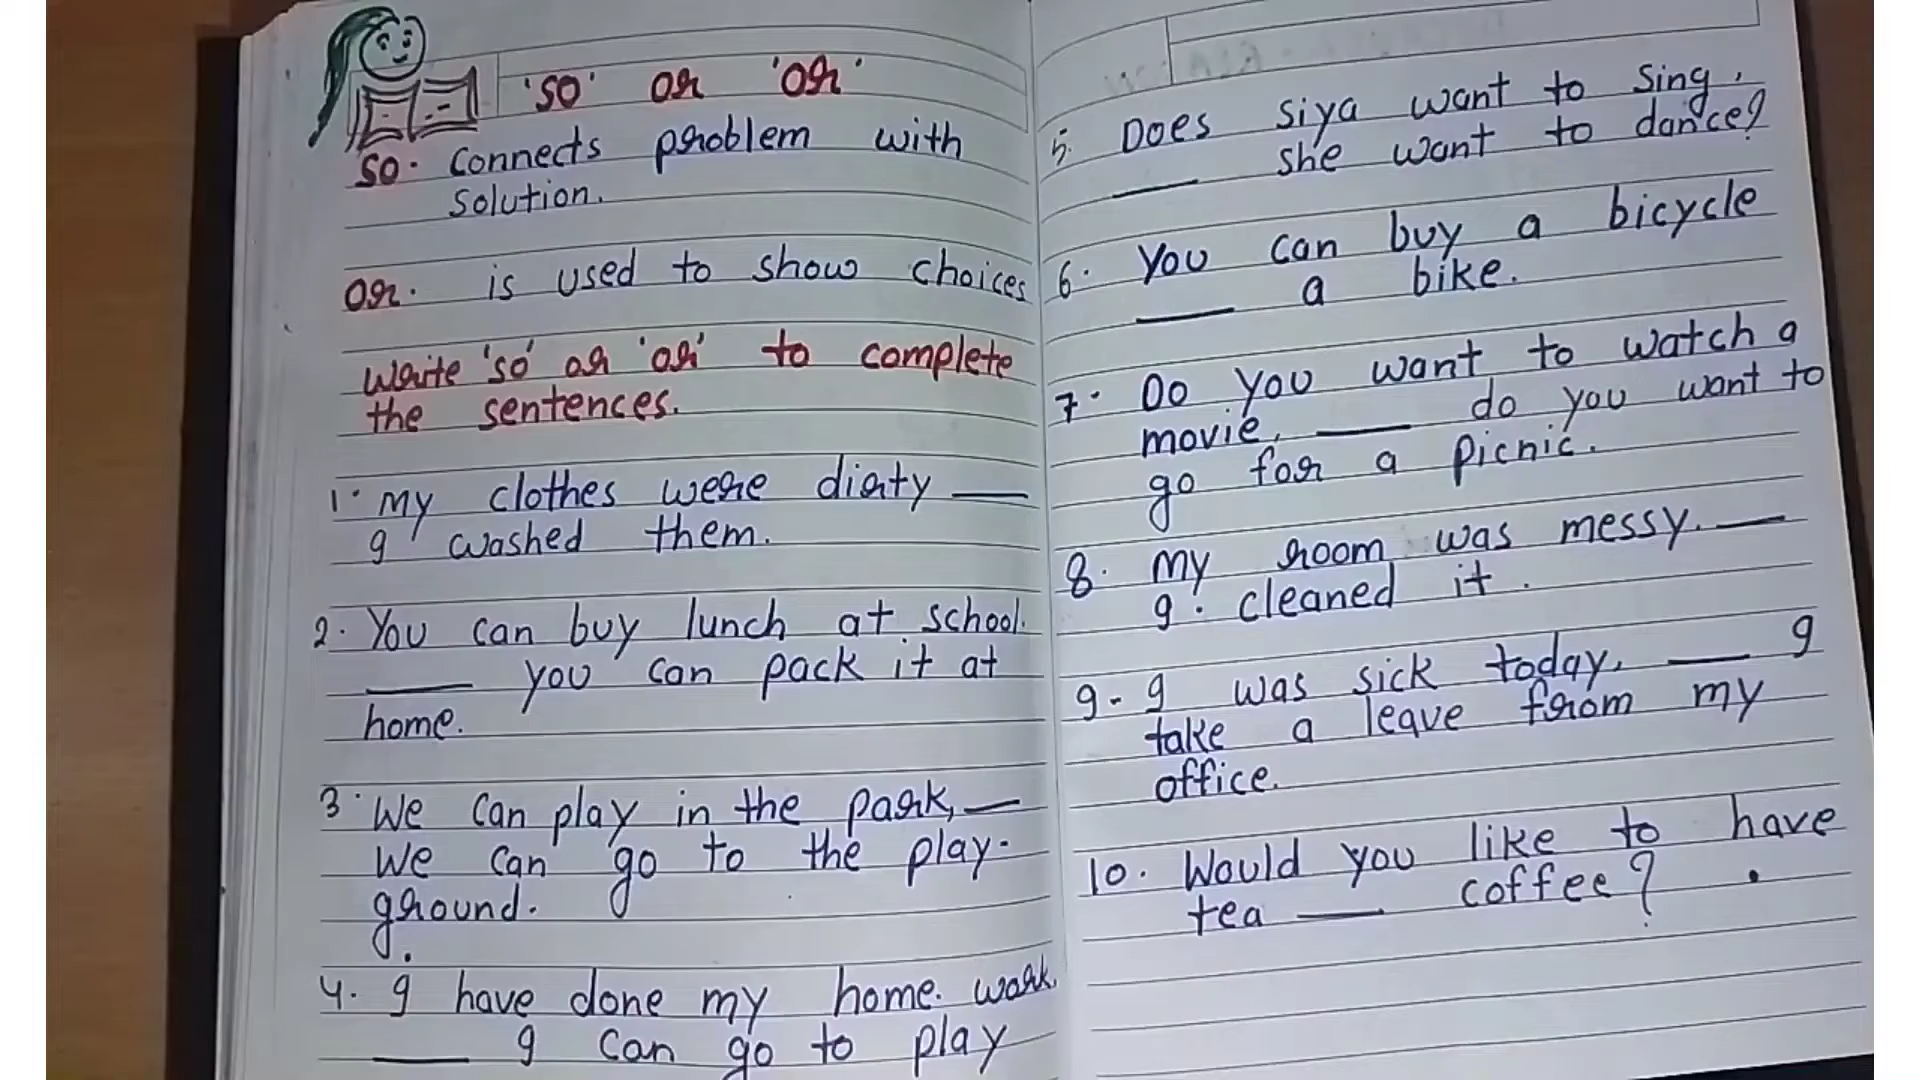 'so' or 'or'
so. connects problem with
solution.
or. is used to show choices
write 'so' or 'or' to complete
the sentences.
1. My clothes were dirty ___
I washed them.
2. You can buy lunch at school.
___ you can pack it at
home.
3. We can play in the park, ___
We can go to the play-
ground.
4. I have done my home work.
___ I can go to play
5. Does siya want to sing,
___ she want to dance?
6. You can buy a bicycle
___ a bike.
7. Do you want to watch a
movie, ___ do you want to
go for a picnic.
8. My room was messy. ___
I cleaned it.
9. I was sick today, ___ I
take a leave from my
office.
10. Would you like to have
tea ___ coffee?